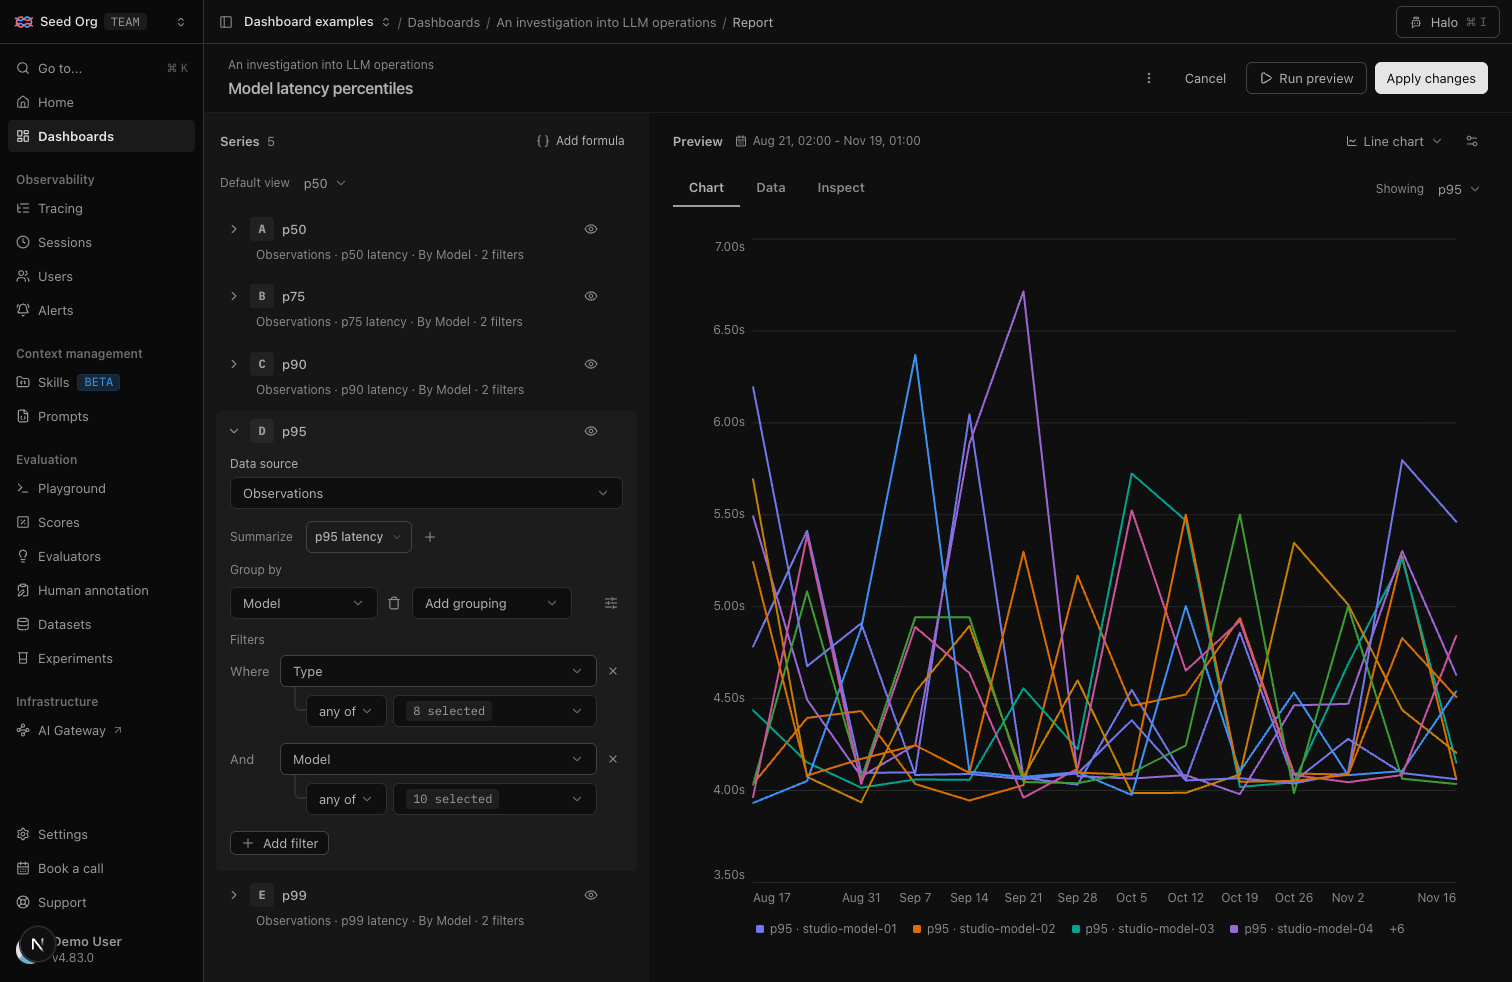 Seed Org TEAM
Dashboard examples / Dashboards / An investigation into LLM operations / Report
Halo ⌘ I
Go to... ⌘ K
Home
Dashboards
Observability
Tracing
Sessions
Users
Alerts
Context management
Skills BETA
Prompts
Evaluation
Playground
Scores
Evaluators
Human annotation
Datasets
Experiments
Infrastructure
AI Gateway ↗
Settings
Book a call
Support
N
Demo User
v4.83.0
An investigation into LLM operations
Model latency percentiles
Cancel
Run preview
Apply changes
Series 5
{ } Add formula
Default view p50
A p50
Observations · p50 latency · By Model · 2 filters
B p75
Observations · p75 latency · By Model · 2 filters
C p90
Observations · p90 latency · By Model · 2 filters
D p95
Data source
Observations
Summarize p95 latency +
Group by
Model Add grouping
Filters
Where Type ×
any of 8 selected
And Model ×
any of 10 selected
+ Add filter
E p99
Observations · p99 latency · By Model · 2 filters
Preview Aug 21, 02:00 - Nov 19, 01:00
Line chart
Chart Data Inspect
Showing p95
7.00s
6.50s
6.00s
5.50s
5.00s
4.50s
4.00s
3.50s
Aug 17 Aug 31 Sep 7 Sep 14 Sep 21 Sep 28 Oct 5 Oct 12 Oct 19 Oct 26 Nov 2 Nov 16
p95 · studio-model-01 p95 · studio-model-02 p95 · studio-model-03 p95 · studio-model-04 +6